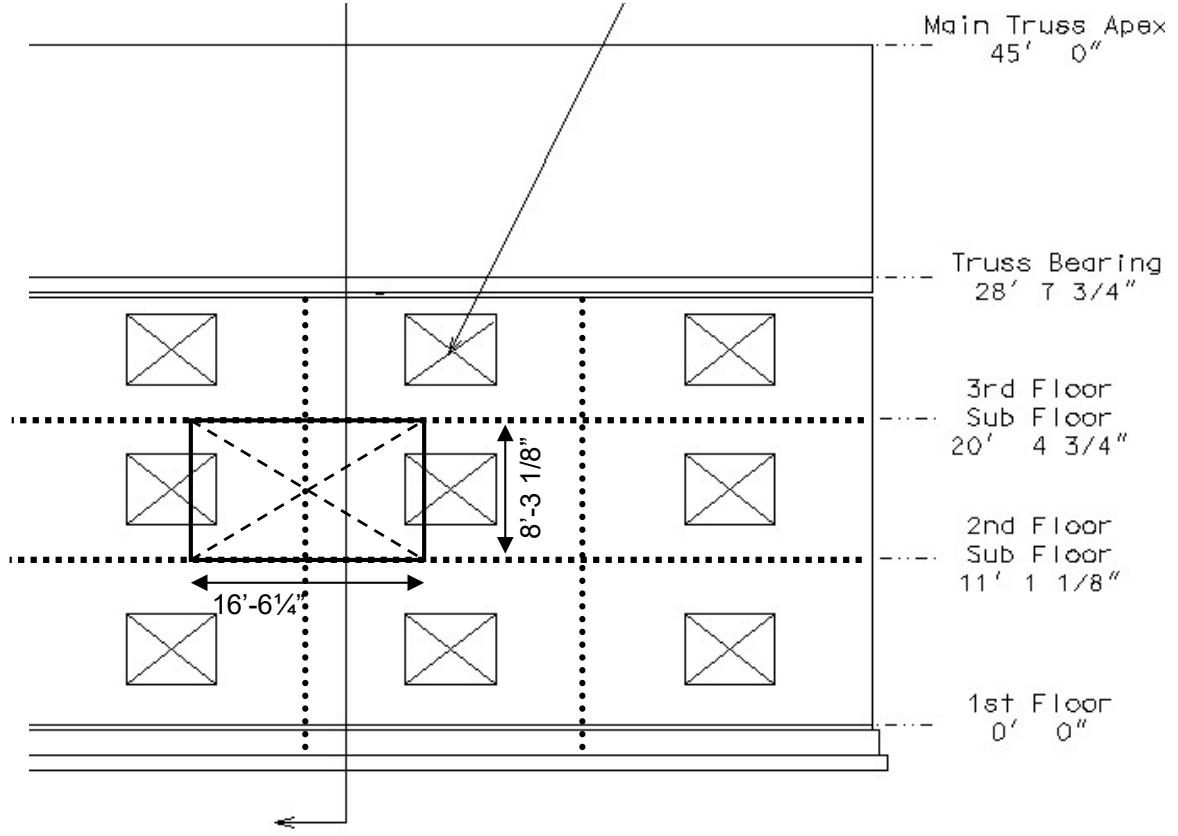 Main Truss Apex
45' 0"
Truss Bearing
28' 7 3/4"
3rd Floor
Sub Floor
20' 4 3/4"
8'-3 1/8”
2nd Floor
Sub Floor
11' 1 1/8"
16'-6¼”
1st Floor
0' 0"